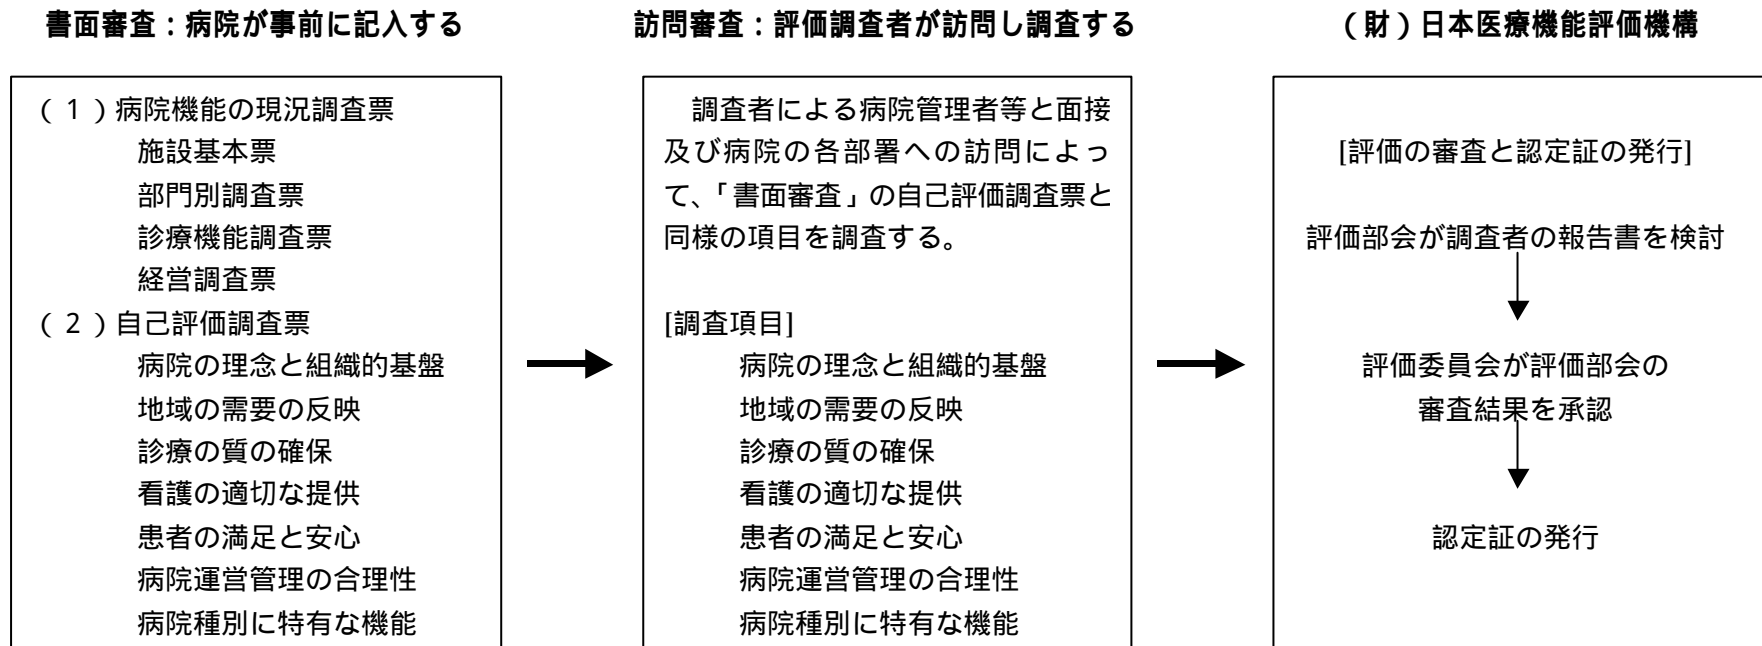 書面審査：病院が事前に記入する
（１）病院機能の現況調査票
施設基本票
部門別調査票
診療機能調査票
経営調査票
（２）自己評価調査票
病院の理念と組織的基盤
地域の需要の反映
診療の質の確保
看護の適切な提供
患者の満足と安心
病院運営管理の合理性
病院種別に特有な機能
訪問審査：評価調査者が訪問し調査する
調査者による病院管理者等と面接
及び病院の各部署への訪問によっ
て、「書面審査」の自己評価調査票と
同様の項目を調査する。
[調査項目]
病院の理念と組織的基盤
地域の需要の反映
診療の質の確保
看護の適切な提供
患者の満足と安心
病院運営管理の合理性
病院種別に特有な機能
（財）日本医療機能評価機構
[評価の審査と認定証の発行]
評価部会が調査者の報告書を検討
評価委員会が評価部会の
審査結果を承認
認定証の発行